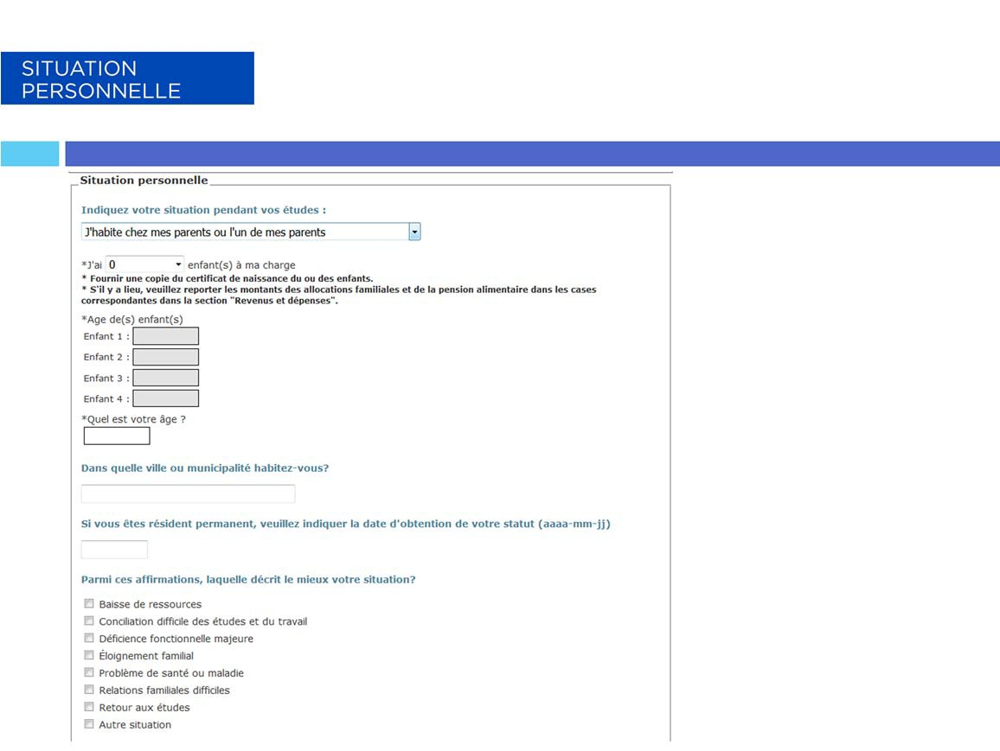 SITUATION
PERSONNELLE
Situation personnelle
Indiquez votre situation pendant vos études :
J'habite chez mes parents ou l'un de mes parents
*J'ai 0 enfant(s) à ma charge
* Fournir une copie du certificat de naissance du ou des enfants.
* S'il y a lieu, veuillez reporter les montants des allocations familiales et de la pension alimentaire dans les cases
correspondantes dans la section "Revenus et dépenses".
*Age de(s) enfant(s)
Enfant 1 :
Enfant 2 :
Enfant 3 :
Enfant 4 :
*Quel est votre âge ?
Dans quelle ville ou municipalité habitez-vous?
Si vous êtes résident permanent, veuillez indiquer la date d'obtention de votre statut (aaaa-mm-jj)
Parmi ces affirmations, laquelle décrit le mieux votre situation?
Baisse de ressources
Conciliation difficile des études et du travail
Déficience fonctionnelle majeure
Éloignement familial
Problème de santé ou maladie
Relations familiales difficiles
Retour aux études
Autre situation